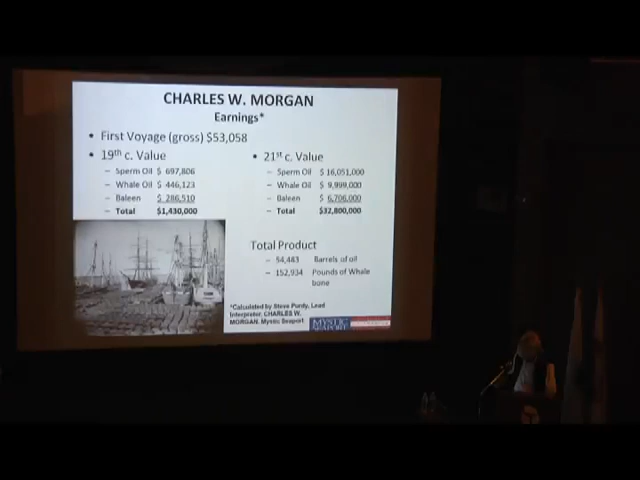 CHARLES W. MORGAN
Earnings*
• First Voyage (gross) $53,058
• 19th c. Value
– Sperm Oil $ 697,806
– Whale Oil $ 446,123
– Baleen $ 286,510
– Total $1,430,000
• 21st c. Value
– Sperm Oil $ 16,051,000
– Whale Oil $ 9,999,000
– Baleen $ 6,706,000
– Total $32,800,000
Total Product
– 54,483 Barrels of oil
– 152,934 Pounds of Whale
bone
*Calculated by Steve Purdy, Lead
Interpreter, CHARLES W.
MORGAN. Mystic Seaport
MYSTIC
SEAPORT